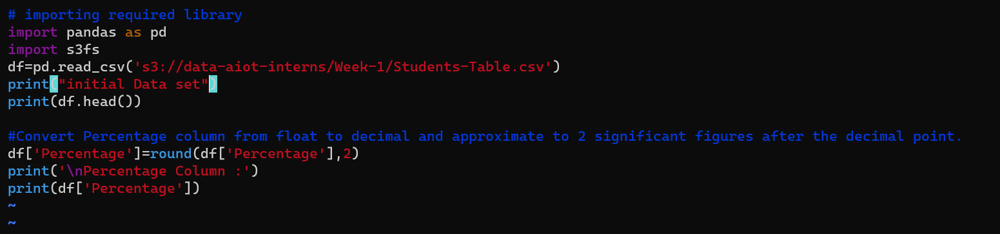 # importing required library
import pandas as pd
import s3fs
df=pd.read_csv('s3://data-aiot-interns/Week-1/Students-Table.csv')
print("initial Data set")
print(df.head())
#Convert Percentage column from float to decimal and approximate to 2 significant figures after the decimal point.
df['Percentage']=round(df['Percentage'],2)
print('\nPercentage Column :')
print(df['Percentage'])
~
~